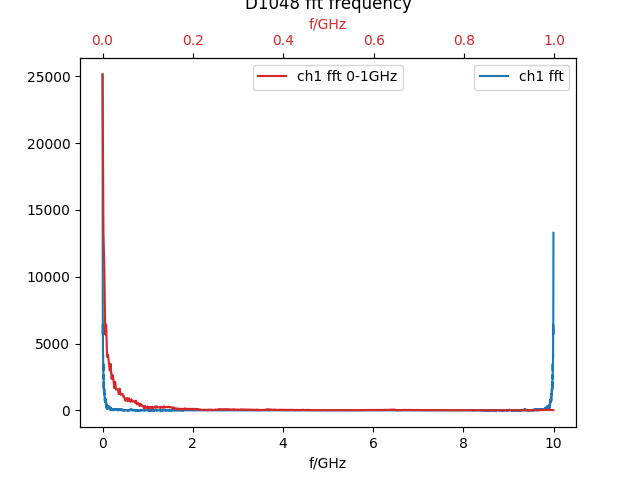 D1048 fft frequency
f/GHz
0.0 0.2 0.4 0.6 0.8 1.0
ch1 fft 0-1GHz
ch1 fft
25000
20000
15000
10000
5000
0
0 2 4 6 8 10
f/GHz